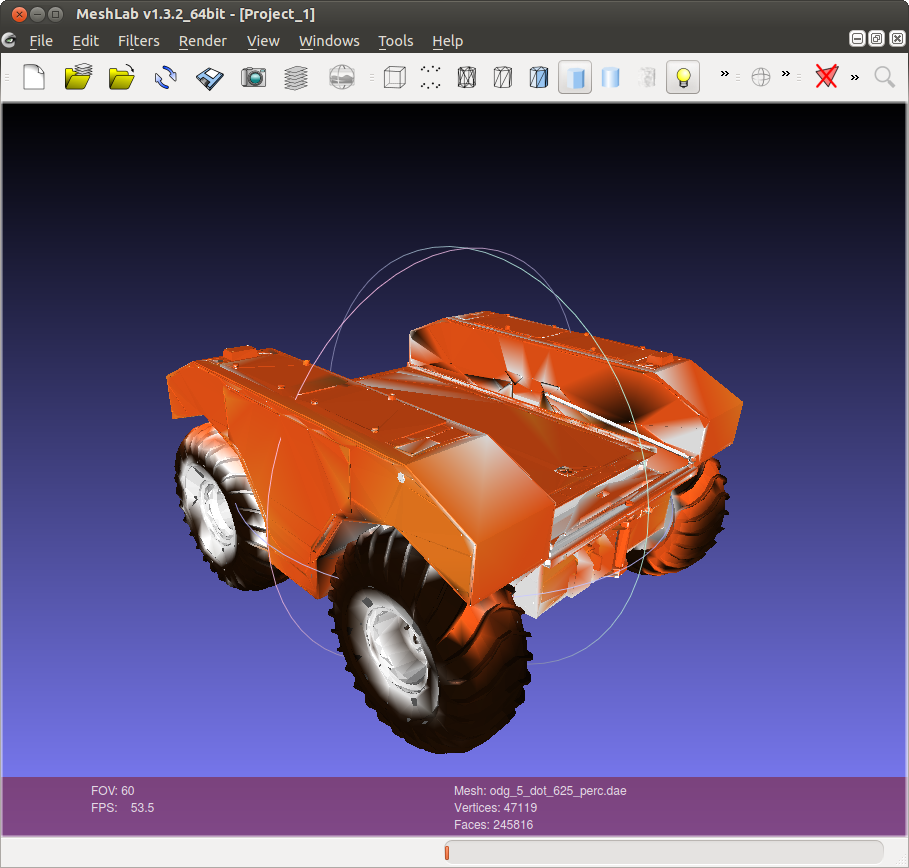 MeshLab v1.3.2_64bit - [Project_1]
File Edit Filters Render View Windows Tools Help
FOV: 60
FPS: 53.5
Mesh: odg_5_dot_625_perc.dae
Vertices: 47119
Faces: 245816